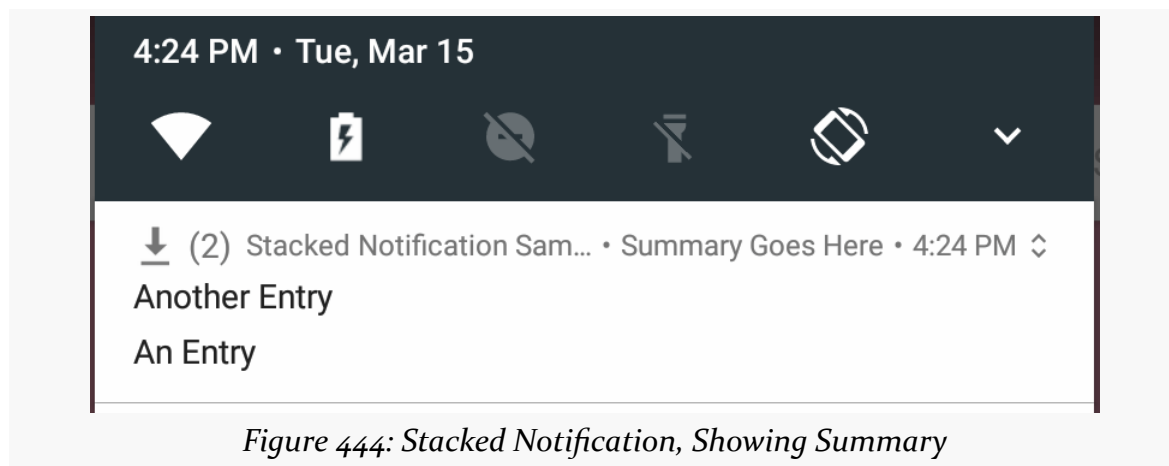 4:24 PM • Tue, Mar 15
(2) Stacked Notification Sam... • Summary Goes Here • 4:24 PM
Another Entry
An Entry
Figure 444: Stacked Notification, Showing Summary